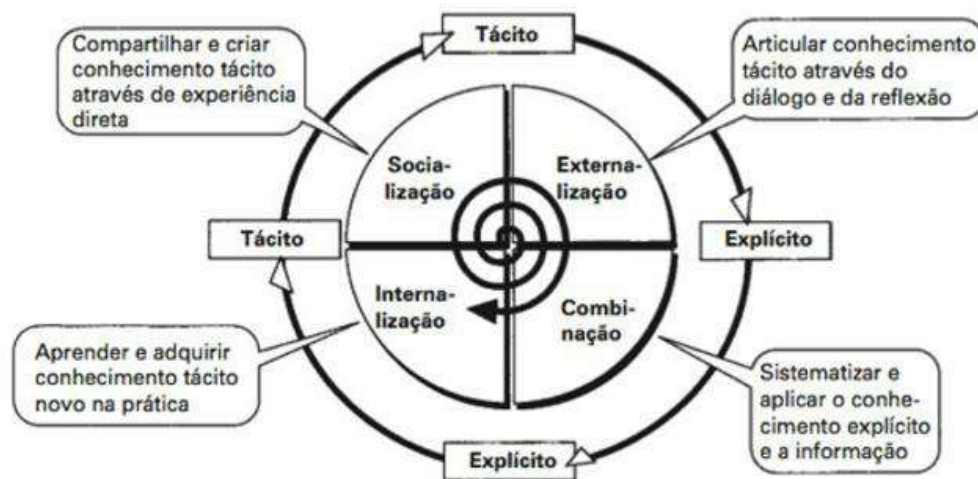 Tácito
Compartilhar e criar
conhecimento tácito
através de experiência
direta
Articular conhecimento
tácito através do
diálogo e da reflexão
Socia-
lização
Externa-
lização
Tácito
Explícito
Interna-
lização
Combi-
nação
Aprender e adquirir
conhecimento tácito
novo na prática
Sistematizar e
aplicar o conhe-
cimento explícito
e a informação
Explícito